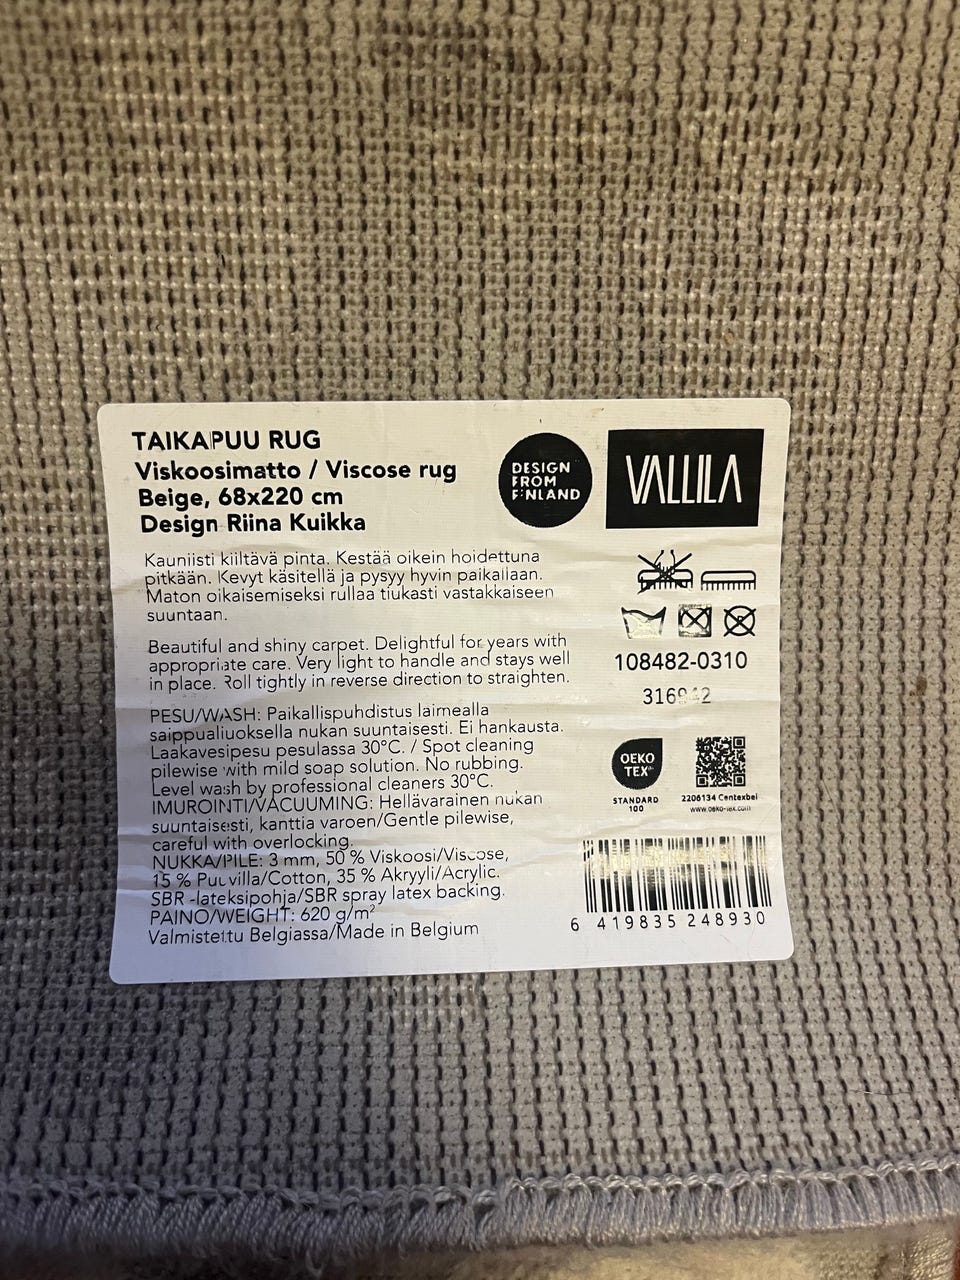 TAIKAPUU RUG
Viskoosimatto / Viscose rug
Beige, 68x220 cm
Design Riina Kuikka
DESIGN
FROM
FINLAND
VALLILA
Kauniisti kiiltävä pinta. Kestää oikein hoidettuna
pitkään. Kevyt käsitellä ja pysyy hyvin paikallaan.
Maton oikaisemiseksi rullaa tiukasti vastakkaiseen
suuntaan.
Beautiful and shiny carpet. Delightful for years with
appropriate care. Very light to handle and stays well
in place. Roll tightly in reverse direction to straighten.
PESU/WASH: Paikallispuhdistus laimealla
saippualiuoksella nukan suuntaisesti. Ei hankausta.
Laakavesipesu pesulassa 30°C. / Spot cleaning
pilewise with mild soap solution. No rubbing.
Level wash by professional cleaners 30°C.
IMUROINTI/VACUUMING: Hellävarainen nukan
suuntaisesti, kanttia varoen/Gentle pilewise,
careful with overlocking.
NUKKA/PILE: 3 mm, 50 % Viskoosi/Viscose,
15 % Puuvilla/Cotton, 35 % Akryyli/Acrylic.
SBR -lateksipohja/SBR spray latex backing.
PAINO/WEIGHT: 620 g/m²
Valmistettu Belgiassa/Made in Belgium
108482-0310
OEKO
TEX®
STANDARD
100
2206134 Centexbel
www.oeko-tex.com
6 419835 248930